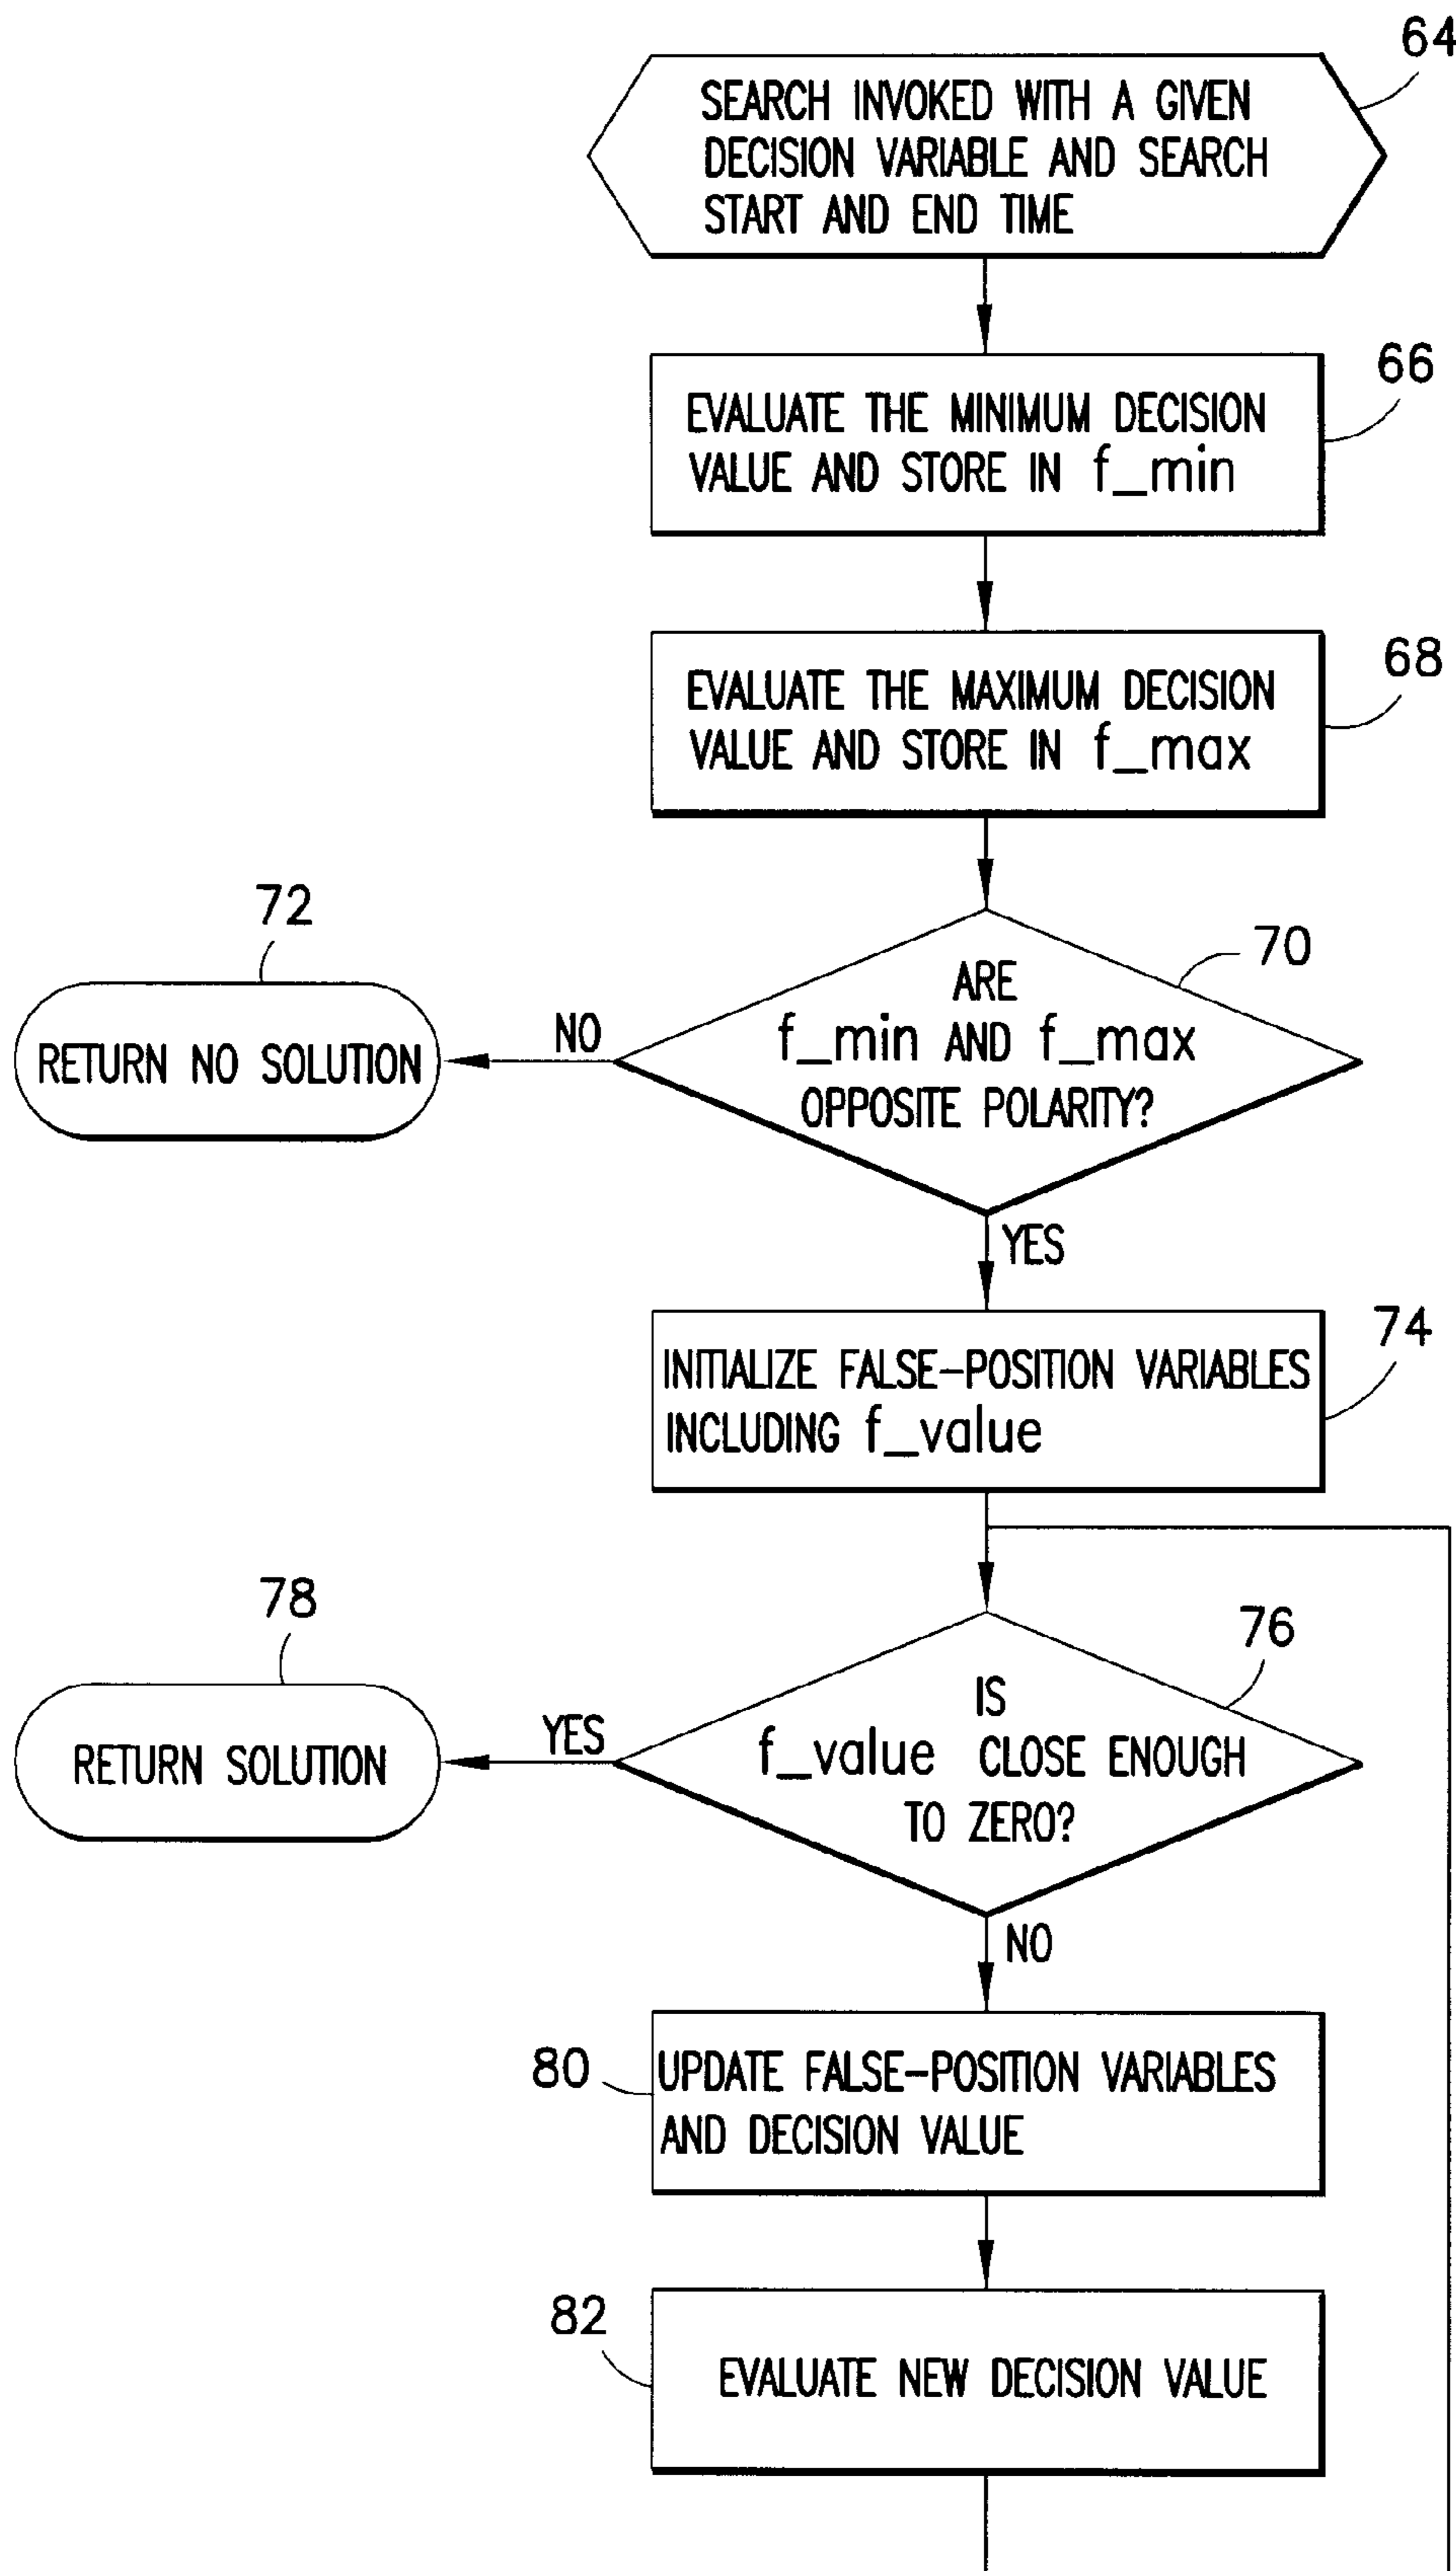 64
SEARCH INVOKED WITH A GIVEN
DECISION VARIABLE AND SEARCH
START AND END TIME
66
EVALUATE THE MINIMUM DECISION
VALUE AND STORE IN f_min
68
EVALUATE THE MAXIMUM DECISION
VALUE AND STORE IN f_max
72
RETURN NO SOLUTION
NO
70
ARE
f_min AND f_max
OPPOSITE POLARITY?
YES
74
INITIALIZE FALSE-POSITION VARIABLES
INCLUDING f_value
78
RETURN SOLUTION
YES
76
IS
f_value CLOSE ENOUGH
TO ZERO?
NO
80
UPDATE FALSE-POSITION VARIABLES
AND DECISION VALUE
82
EVALUATE NEW DECISION VALUE